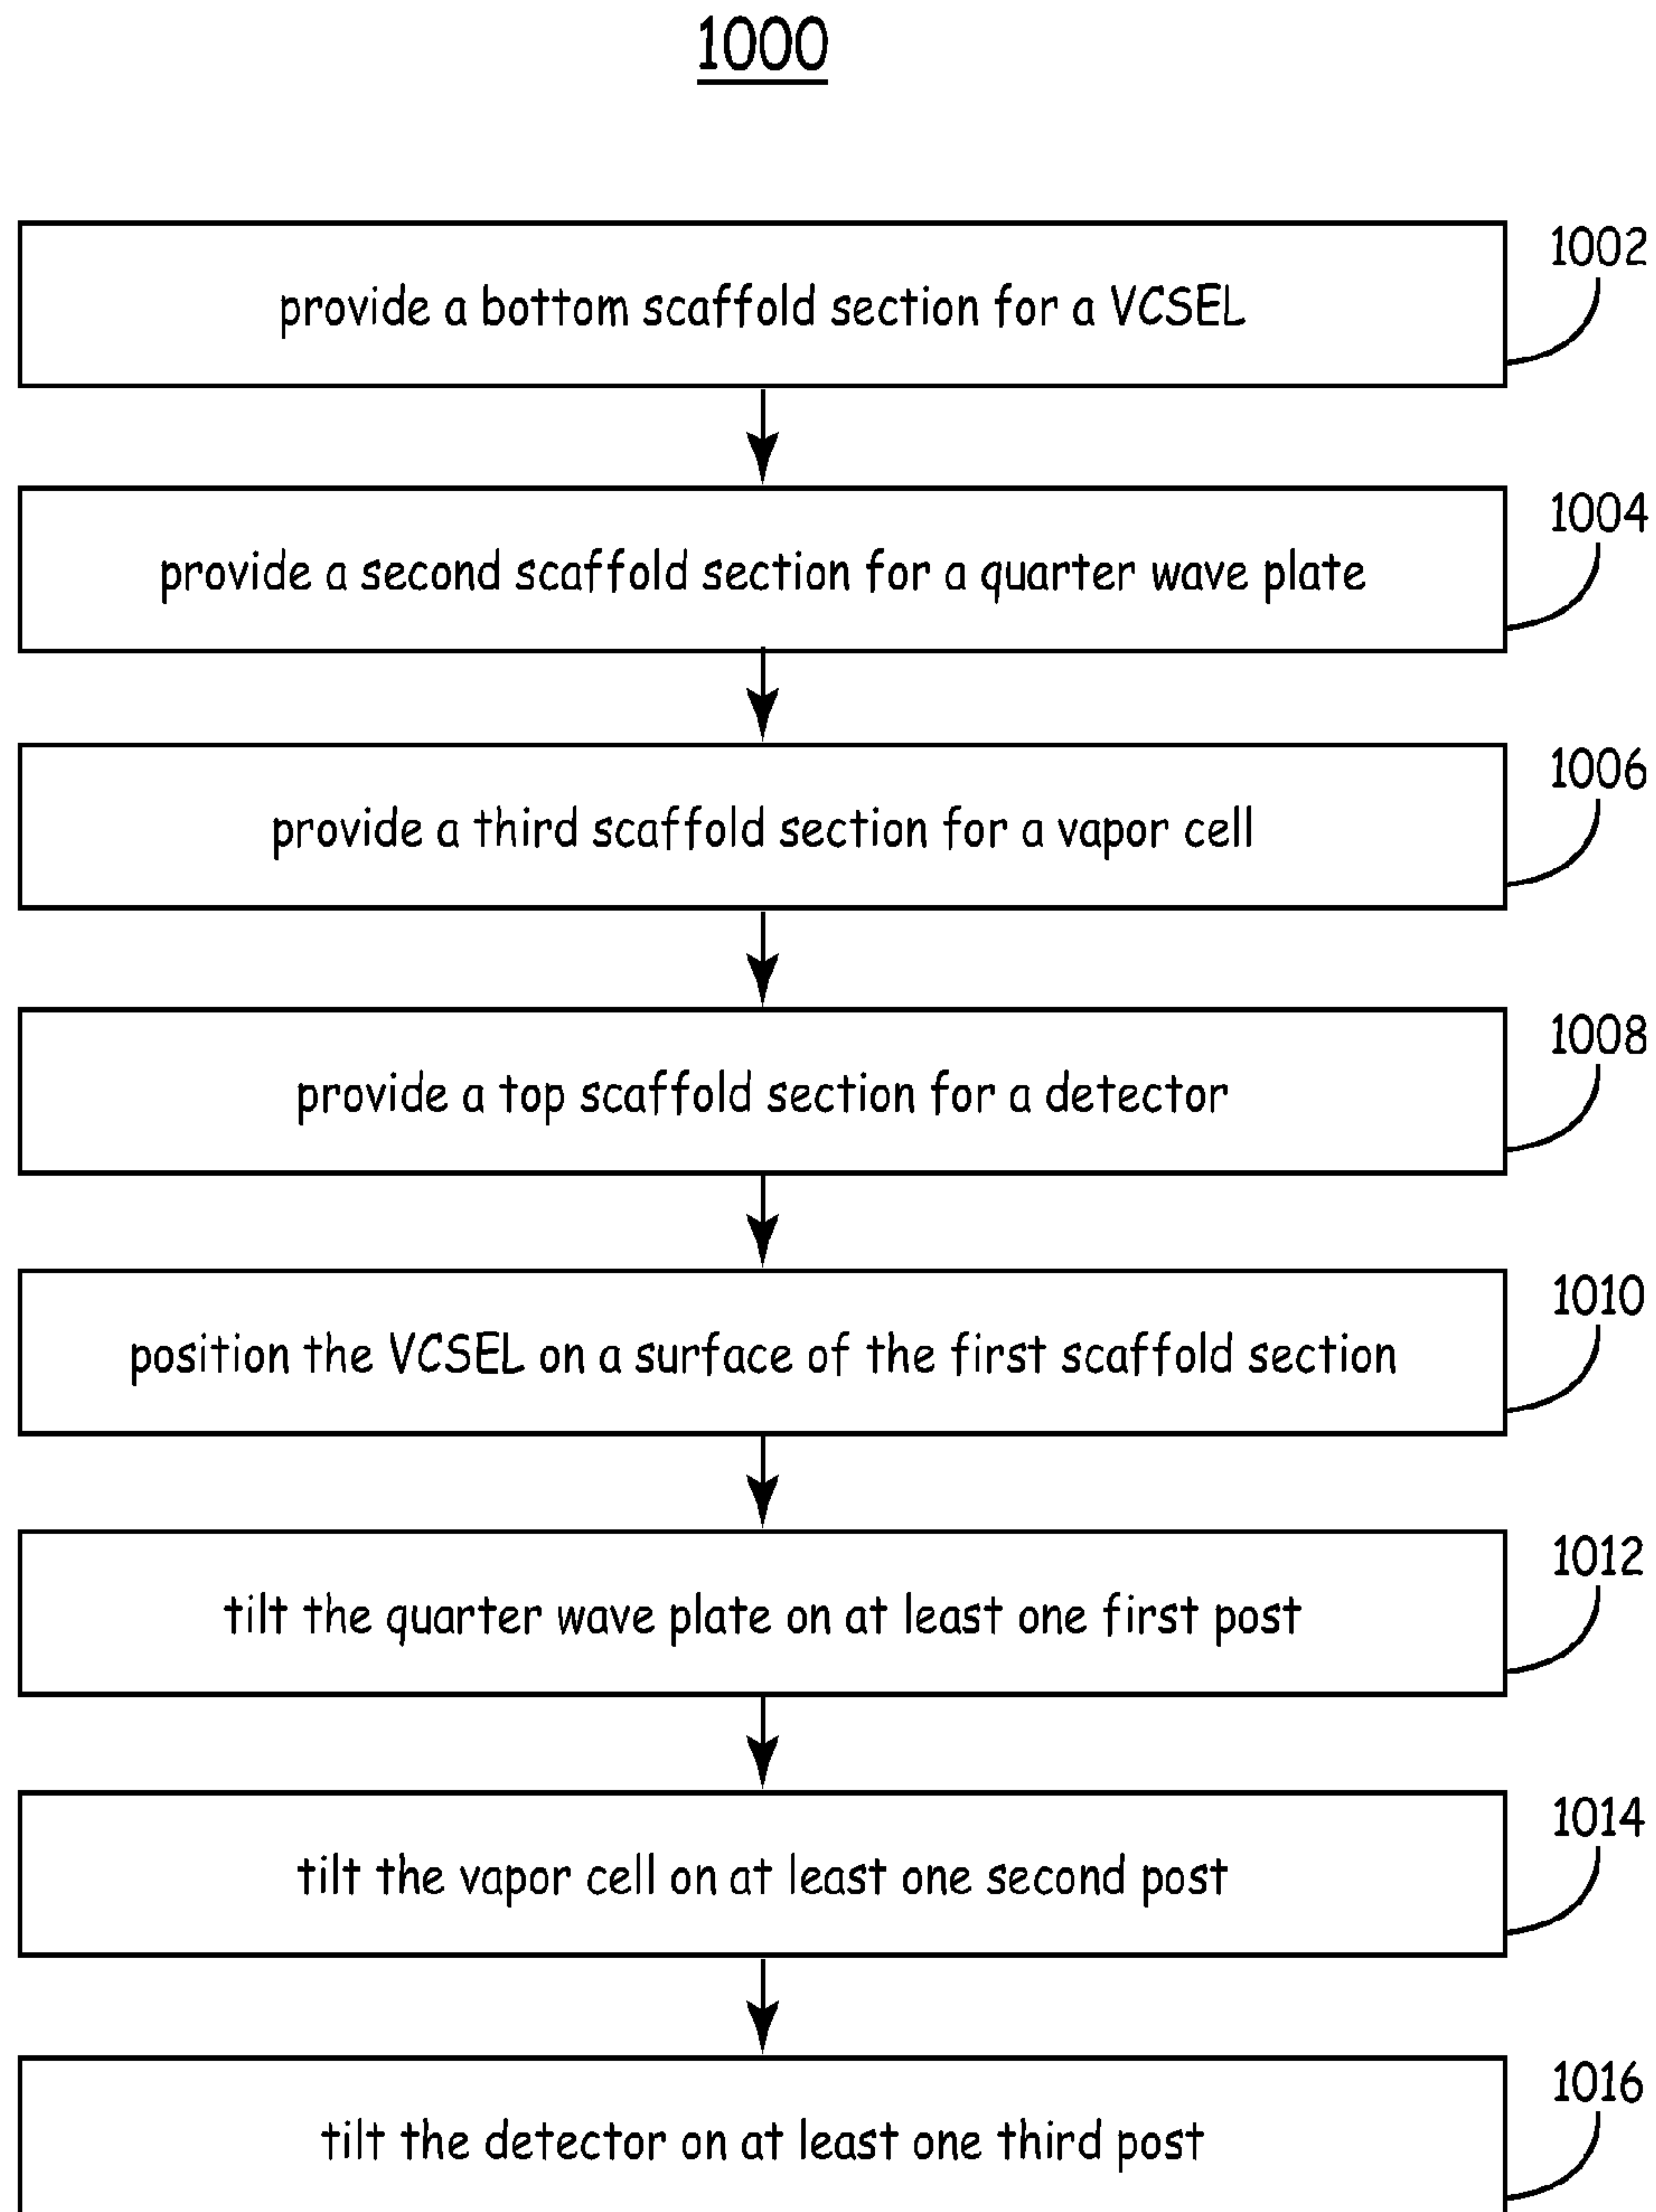 1000
provide a bottom scaffold section for a VCSEL
1002
provide a second scaffold section for a quarter wave plate
1004
provide a third scaffold section for a vapor cell
1006
provide a top scaffold section for a detector
1008
position the VCSEL on a surface of the first scaffold section
1010
tilt the quarter wave plate on at least one first post
1012
tilt the vapor cell on at least one second post
1014
tilt the detector on at least one third post
1016